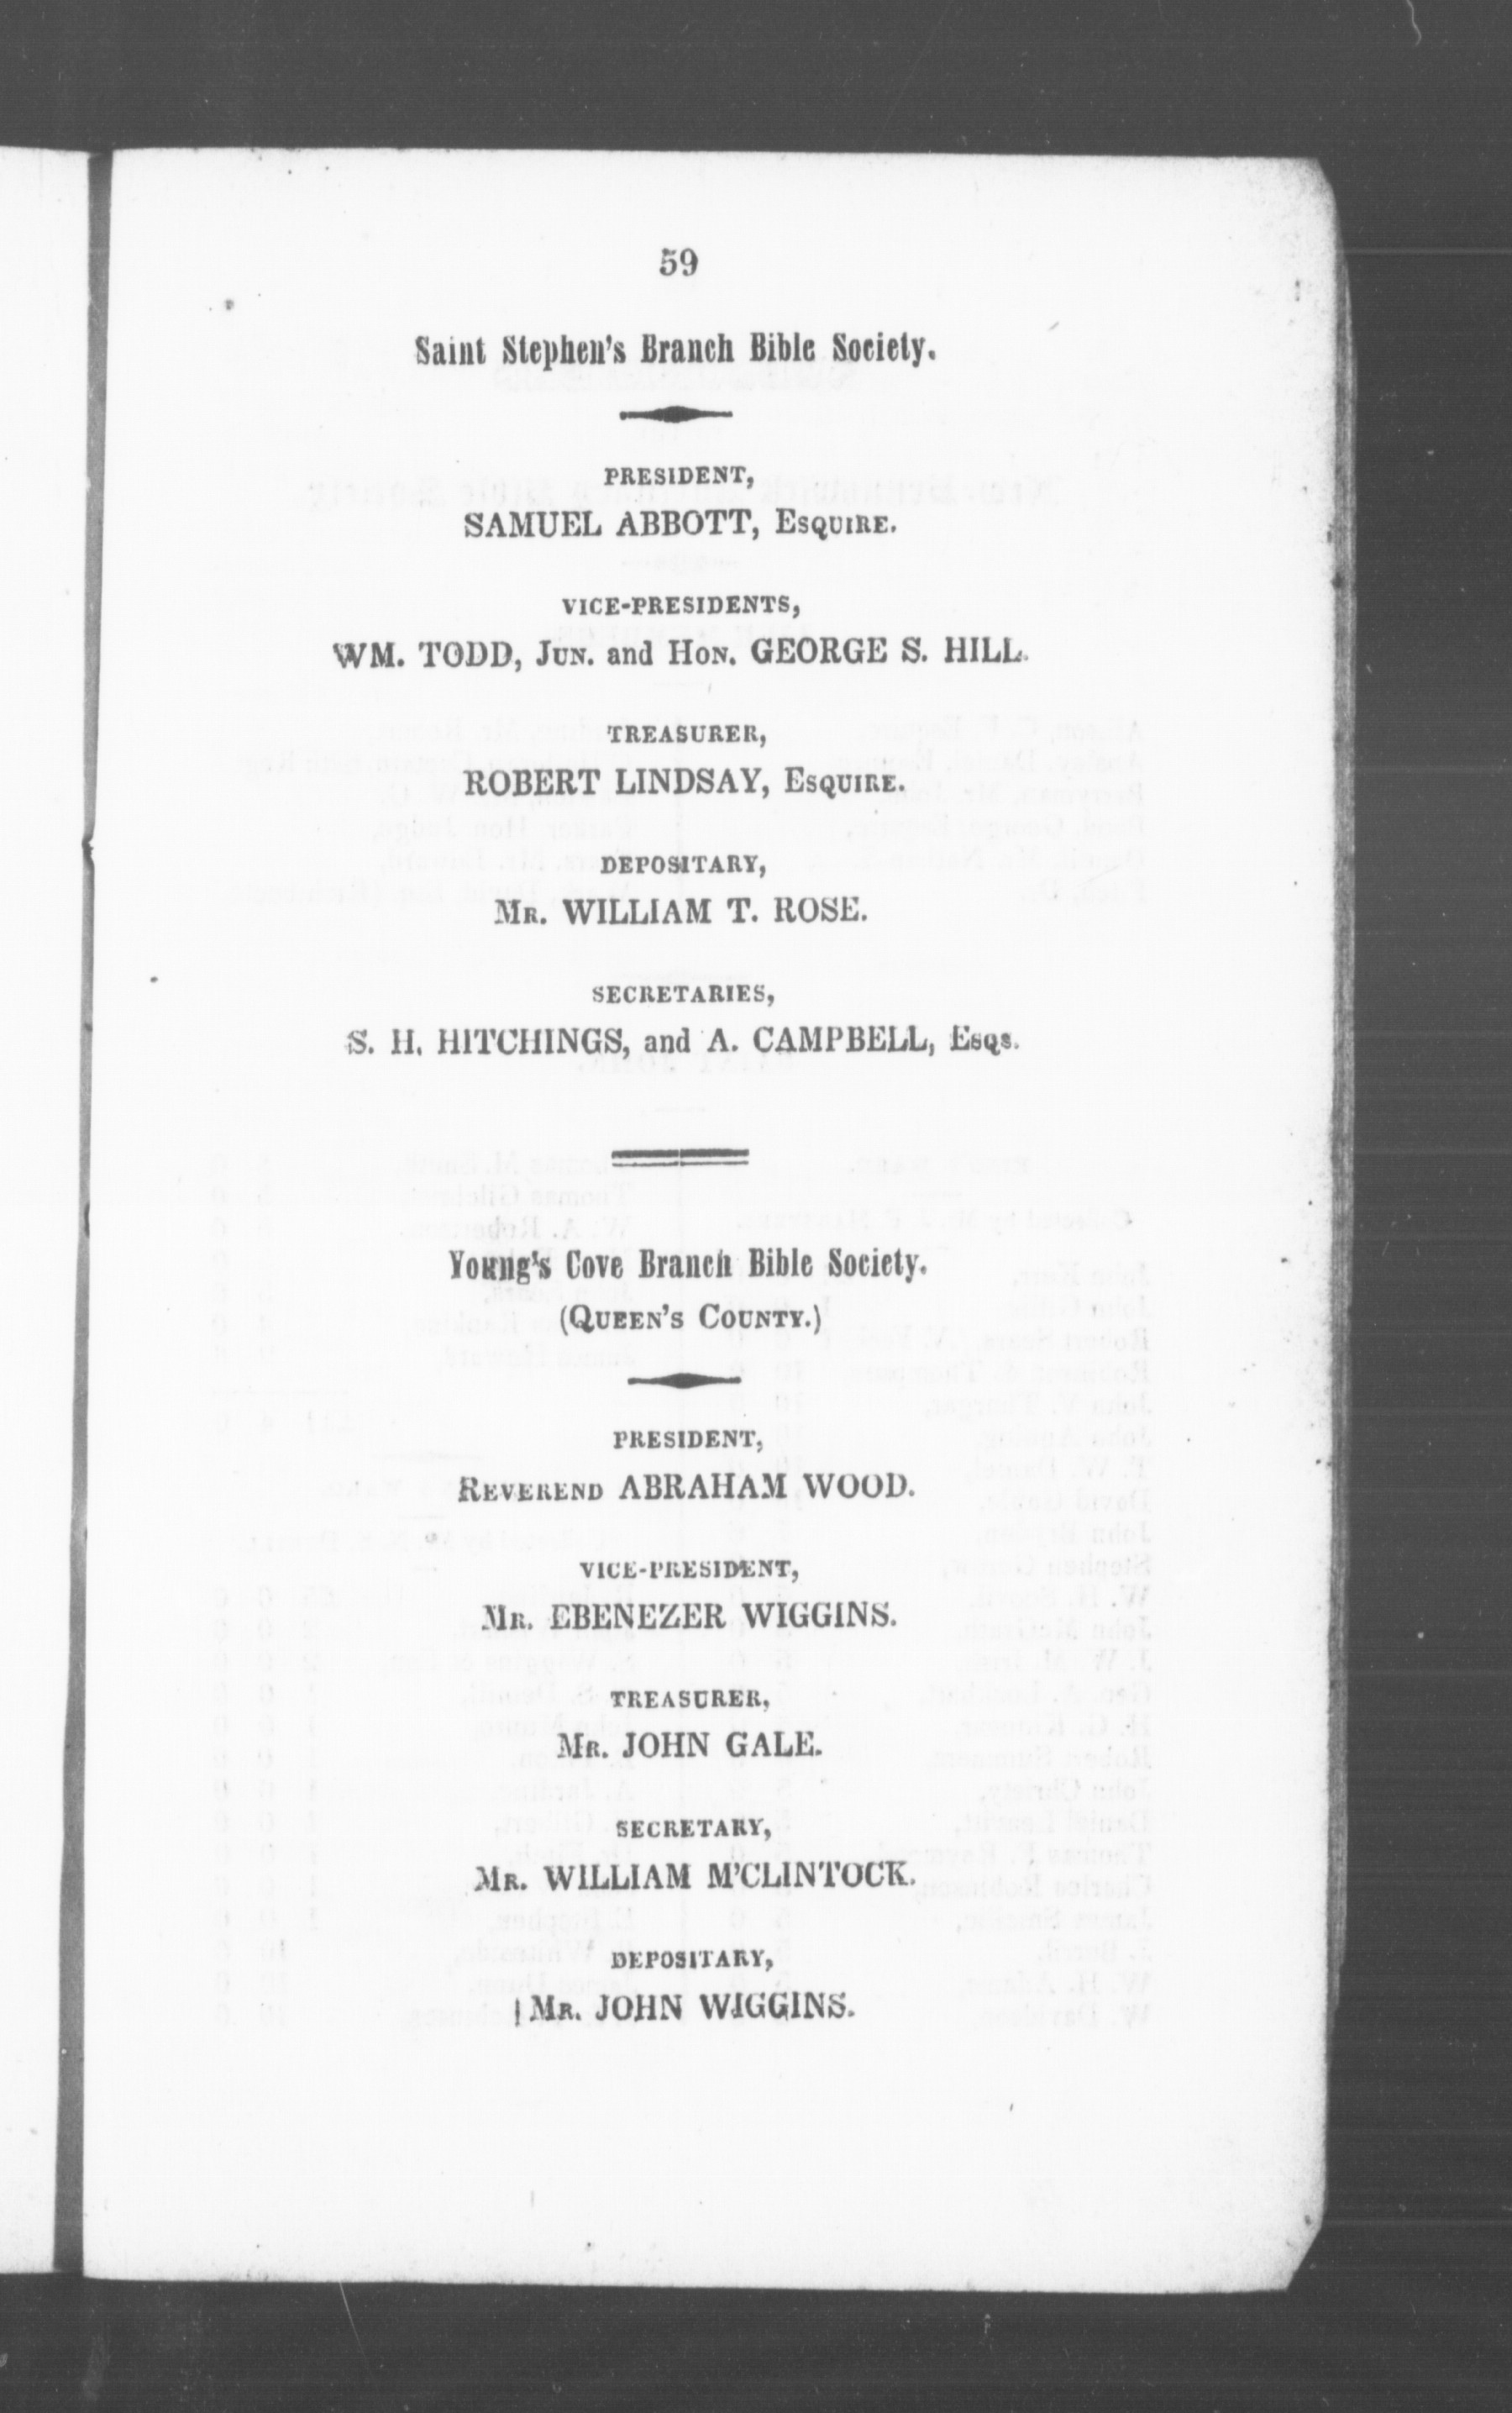 59
Saint Stephen's Branch Bible Society.
PRESIDENT,
SAMUEL ABBOTT, ESQUIRE.
VICE-PRESIDENTS,
WM. TODD, JUN. and HON. GEORGE S. HILL.
TREASURER,
ROBERT LINDSAY, ESQUIRE.
DEPOSITARY,
MR. WILLIAM T. ROSE.
SECRETARIES,
S. H. HITCHINGS, and A. CAMPBELL, ESQS.
Young's Cove Branch Bible Society.
(QUEEN'S COUNTY.)
PRESIDENT,
REVEREND ABRAHAM WOOD.
VICE-PRESIDENT,
MR. EBENEZER WIGGINS.
TREASURER,
MR. JOHN GALE.
SECRETARY,
MR. WILLIAM M'CLINTOCK.
DEPOSITARY,
MR. JOHN WIGGINS.